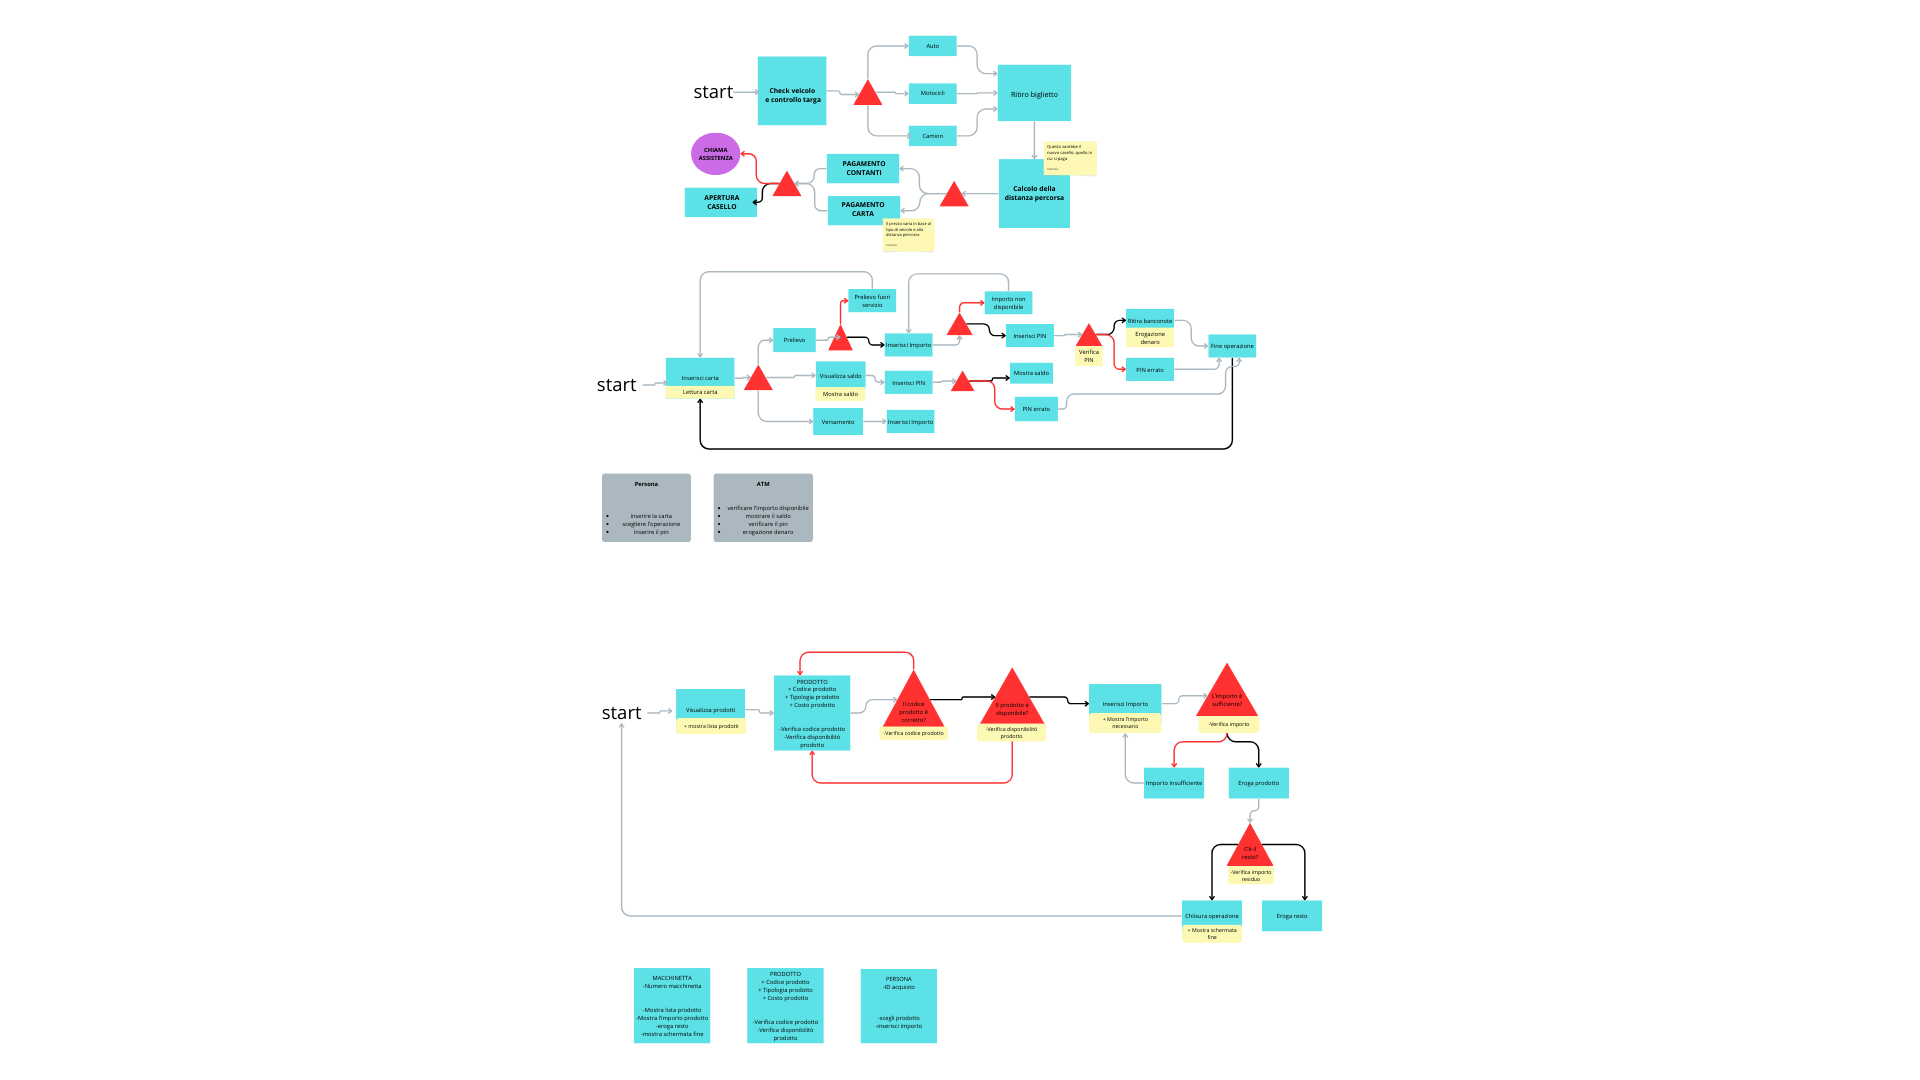 start
Check veicolo
e controllo targa
Auto
Motocicli
Camion
Ritiro biglietto
Questo sarebbe il
nuovo casello, quello in
cui si paga
Calcolo della
distanza percorsa
PAGAMENTO
CONTANTI
PAGAMENTO
CARTA
Il prezzo varia in base al
tipo di veicolo e alla
distanza percorsa
CHIAMA
ASSISTENZA
APERTURA
CASELLO
start
Inserisci carta
Lettura carta
Prelievo
Prelievo fuori
servizio
Inserisci Importo
Importo non
disponibile
Inserisci PIN
Verifica
PIN
Ritira banconote
Erogazione
denaro
PIN errato
Fine operazione
Visualizza saldo
Mostra saldo
Inserisci PIN
Mostra saldo
PIN errato
Versamento
Inserisci Importo
Persona
• inserire la carta
• scegliere l'operazione
• inserire il pin
ATM
• verificare l'importo disponibile
• mostrare il saldo
• verificare il pin
• erogazione denaro
start
Visualizza prodotti
+ mostra lista prodotti
PRODOTTO
+ Codice prodotto
+ Tipologia prodotto
+ Costo prodotto
-Verifica codice prodotto
-Verifica disponibilitò
prodotto
Il codice
prodotto è
corretto?
-Verifica codice prodotto
Il prodotto è
disponibile?
-Verifica disponibilitò
prodotto
Inserisci Importo
+ Mostra l'importo
necessario
L'importo è
sufficiente?
-Verifica importo
Importo insufficiente
Eroga prodotto
C'è il
resto?
-Verifica importo
residuo
Chiìsura operazione
+ Mostra schermata
fine
Eroga resto
MACCHINETTA
-Numero macchinetta
-Mostra lista prodotto
-Mostra l'importo prodotto
-eroga resto
-mostra schermata fine
PRODOTTO
+ Codice prodotto
+ Tipologia prodotto
+ Costo prodotto
-Verifica codice prodotto
-Verifica disponibilitò
prodotto
PERSONA
-ID acquisto
-scegli prodotto
-inserisci importo